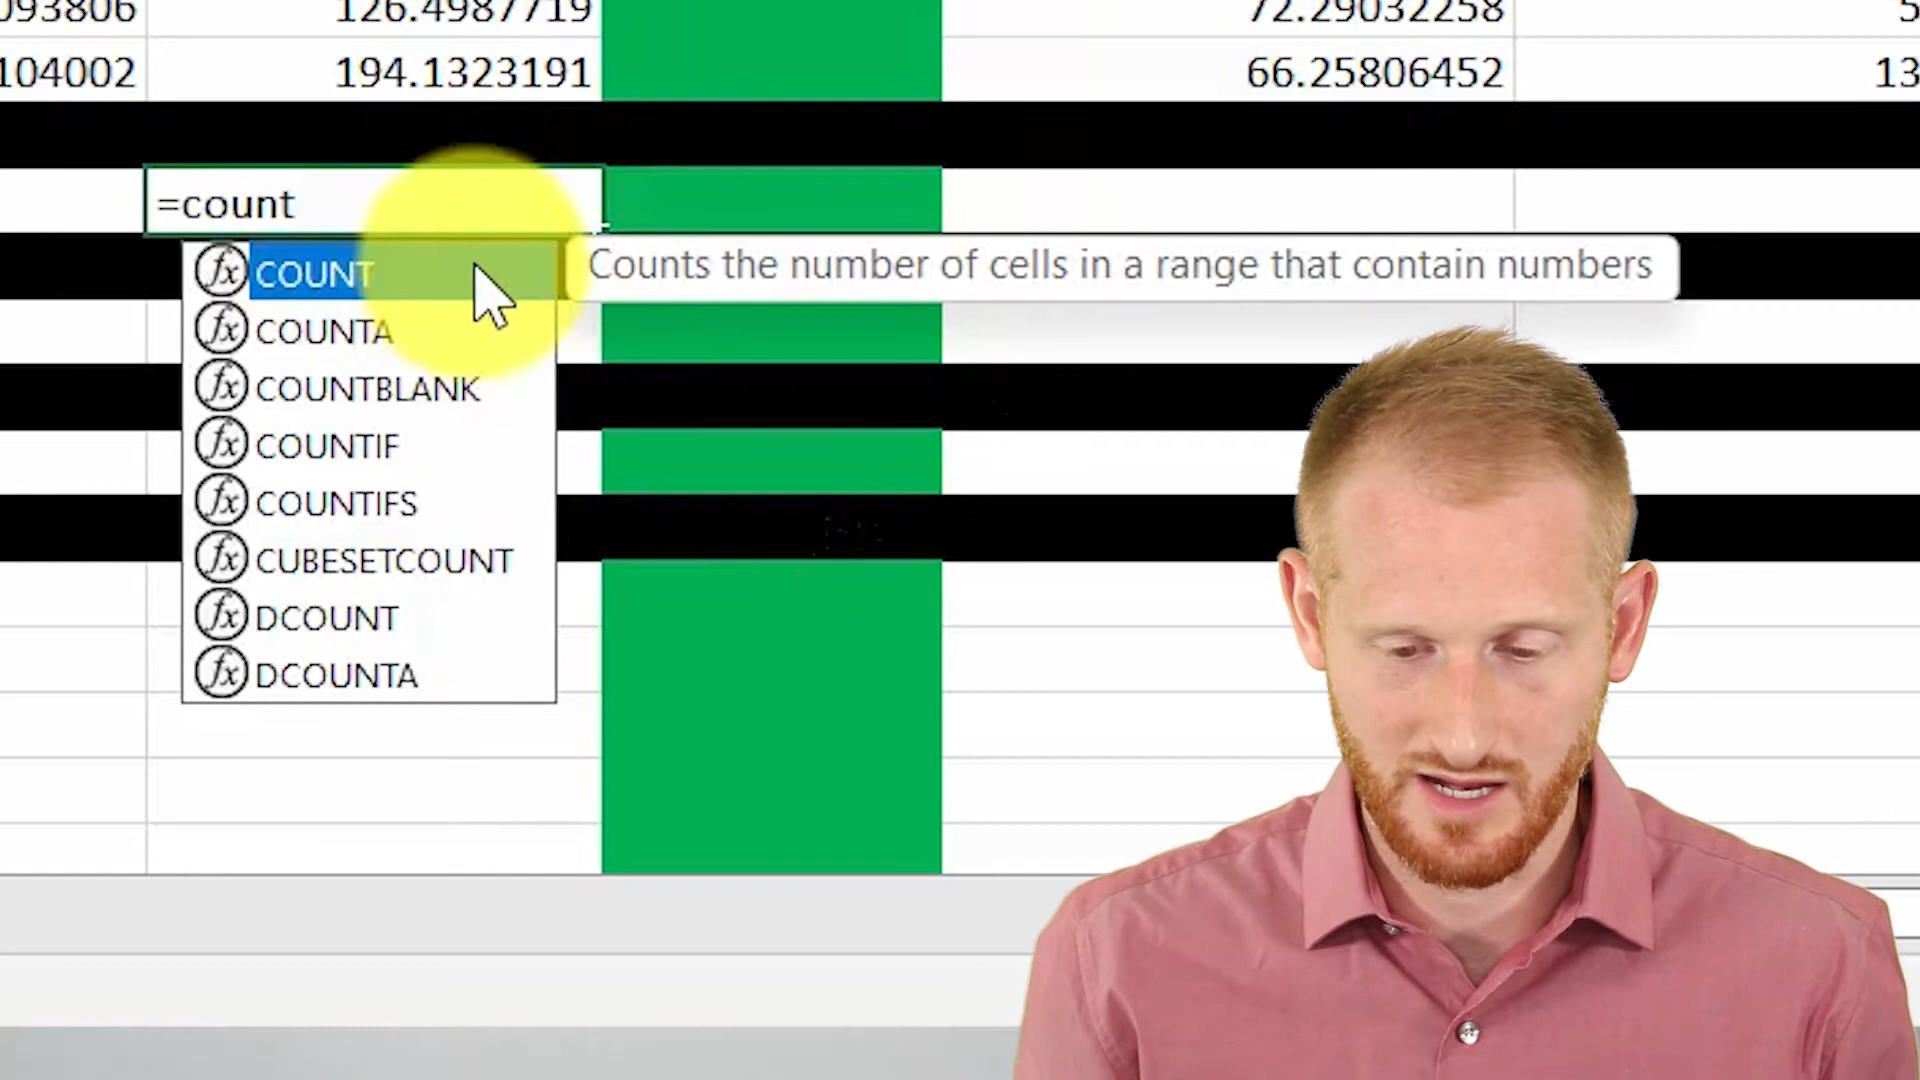 126.4987719 72.29032258
104002 194.1323191 66.25806452 13
=count
COUNT Counts the number of cells in a range that contain numbers
COUNTA
COUNTBLANK
COUNTIF
COUNTIFS
CUBESETCOUNT
DCOUNT
DCOUNTA